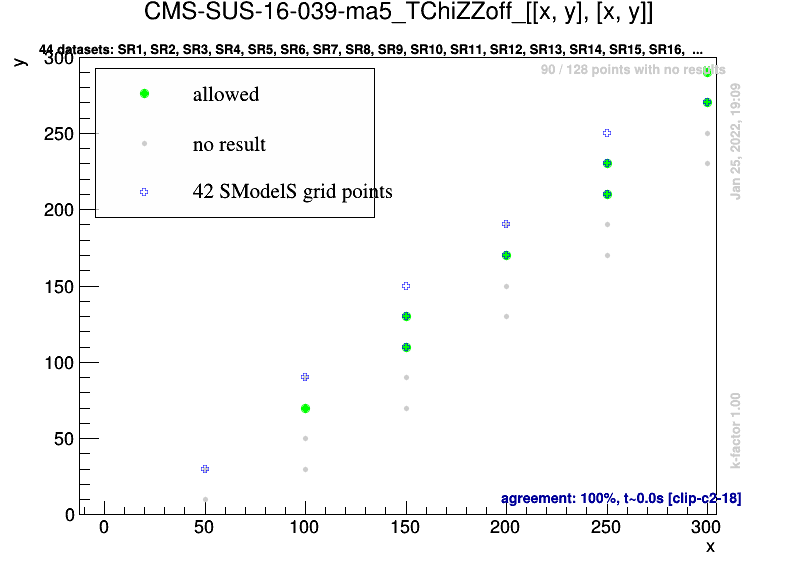 CMS-SUS-16-039-ma5_TChiZZoff_[[x, y], [x, y]]
44 datasets: SR1, SR2, SR3, SR4, SR5, SR6, SR7, SR8, SR9, SR10, SR11, SR12, SR13, SR14, SR15, SR16, ...
90 / 128 points with no results
y
300
250
200
150
100
50
0
allowed
no result
42 SModelS grid points
Jan 25, 2022, 19:09
k-factor 1.00
agreement: 100%, t~0.0s [clip-c2-18]
0 50 100 150 200 250 300
x